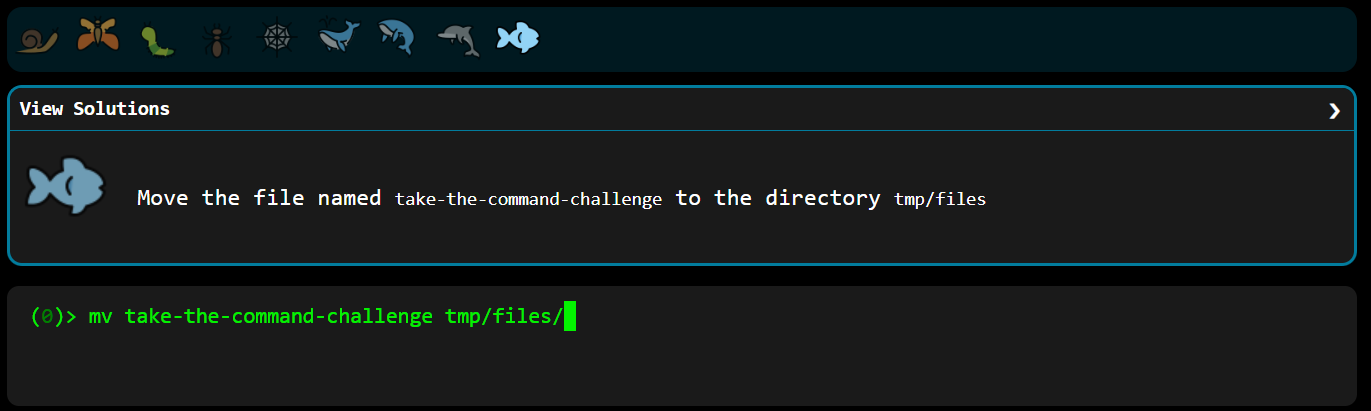 View Solutions ❯
Move the file named take-the-command-challenge to the directory tmp/files
(0)> mv take-the-command-challenge tmp/files/